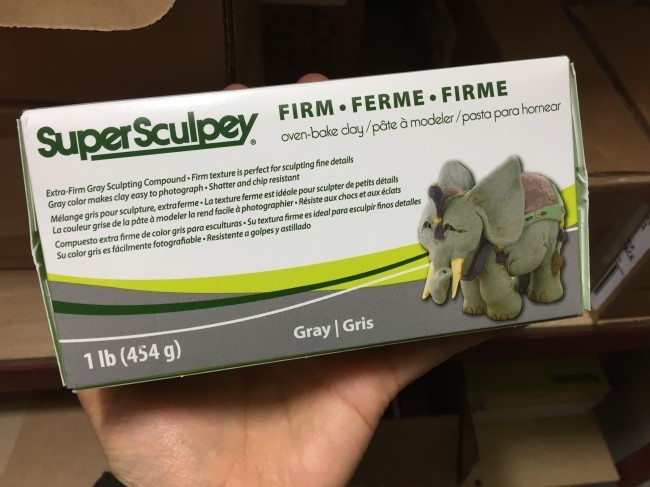 SuperSculpey®
FIRM • FERME • FIRME
oven-bake clay / pâte à modeler / pasta para hornear
Extra-Firm Gray Sculpting Compound • Firm texture is perfect for sculpting fine details
Gray color makes clay easy to photograph • Shatter and chip resistant
Mélange gris pour sculpture, extraferme • La texture ferme est idéale pour sculpter de petits détails
La couleur grise de la pâte à modeler la rend facile à photographier • Résiste aux chocs et aux éclats
Compuesto extra firme de color gris para esculturas • Su textura firme es ideal para esculpir finos detalles
Su color gris es fácilmente fotografiable • Resistente a golpes y astillado
Gray | Gris
1 lb (454 g)